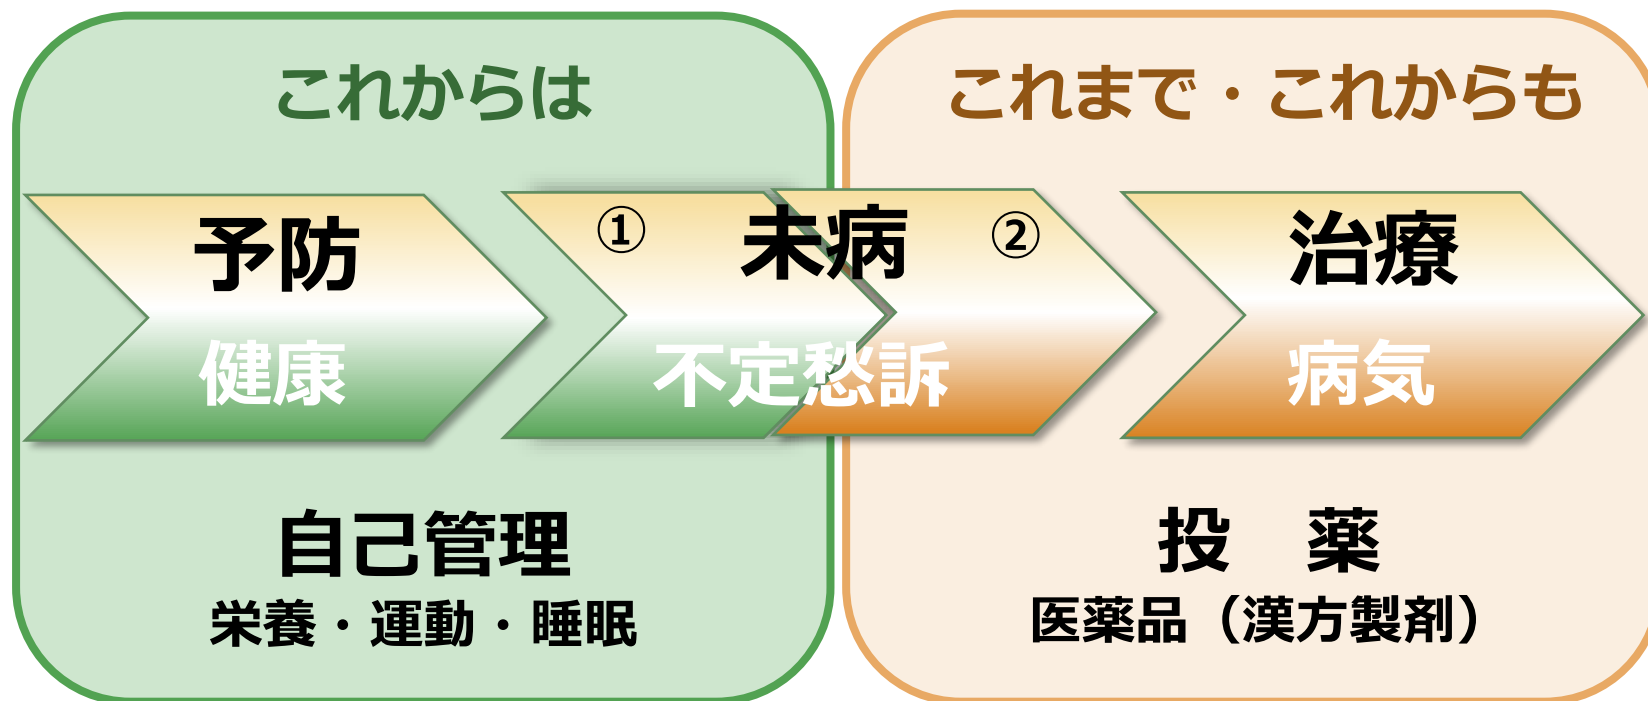 これからは
これまで・これからも
予防
健康
①
未病
②
不定愁訴
治療
病気
自己管理
栄養・運動・睡眠
投　薬
医薬品（漢方製剤）